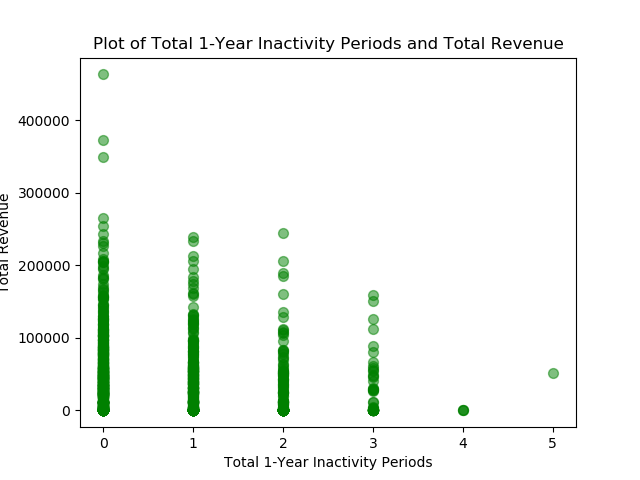 Plot of Total 1-Year Inactivity Periods and Total Revenue
400000
300000
200000
100000
0
Total Revenue
0 1 2 3 4 5
Total 1-Year Inactivity Periods